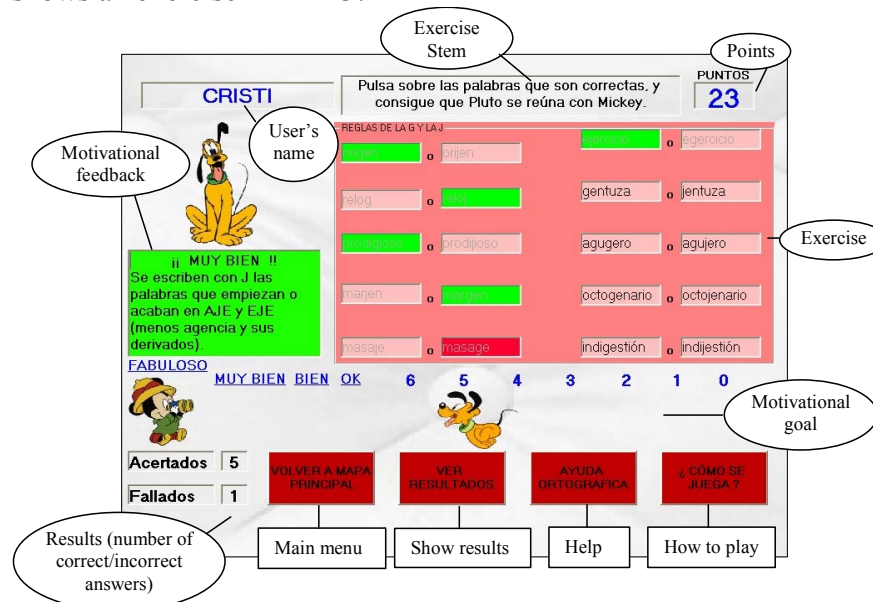 Exercise
Stem
Points
PUNTOS
CRISTI
Pulsa sobre las palabras que son correctas, y
consigue que Pluto se reúna con Mickey.
23
User's
name
Motivational
feedback
REGLAS DE LA G Y LA J
origen o orijen
ejercicio o egercicio
relog o reloj
gentuza o jentuza
prodigioso o prodijioso
agugero o agujero
marjen o margen
octogenario o octojenario
masaje o masage
indigestión o indijestión
Exercise
¡¡ MUY BIEN !!
Se escriben con J las
palabras que empiezan o
acaban en AJE y EJE
(menos agencia y sus
derivados).
FABULOSO
MUY BIEN BIEN OK 6 5 4 3 2 1 0
Motivational
goal
Acertados 5
Fallados 1
VOLVER A MAPA
PRINCIPAL
VER
RESULTADOS
AYUDA
ORTOGRAFICA
¿ CÓMO SE
JUEGA ?
Results (number of
correct/incorrect
answers)
Main menu
Show results
Help
How to play